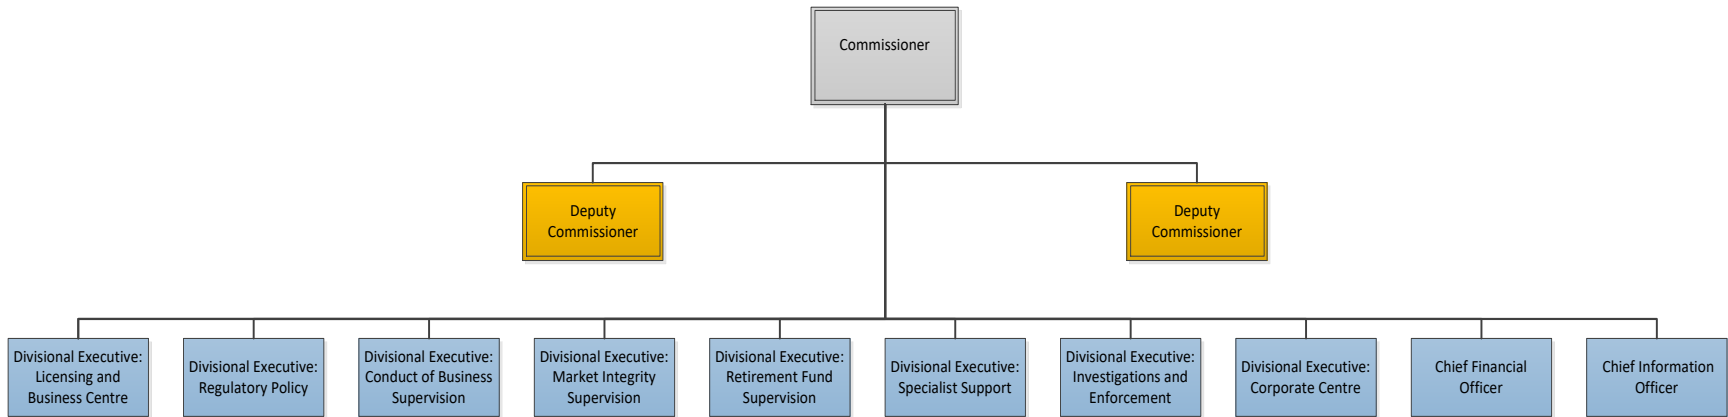 Commissioner
Deputy
Commissioner
Deputy
Commissioner
Divisional Executive:
Licensing and
Business Centre
Divisional Executive:
Regulatory Policy
Divisional Executive:
Conduct of Business
Supervision
Divisional Executive:
Market Integrity
Supervision
Divisional Executive:
Retirement Fund
Supervision
Divisional Executive:
Specialist Support
Divisional Executive:
Investigations and
Enforcement
Divisional Executive:
Corporate Centre
Chief Financial
Officer
Chief Information
Officer